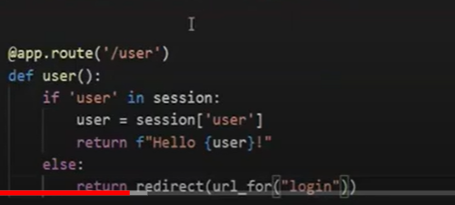 @app.route('/user')
def user():
    if 'user' in session:
        user = session['user']
        return f"Hello {user}!"
    else:
        return redirect(url_for("login"))